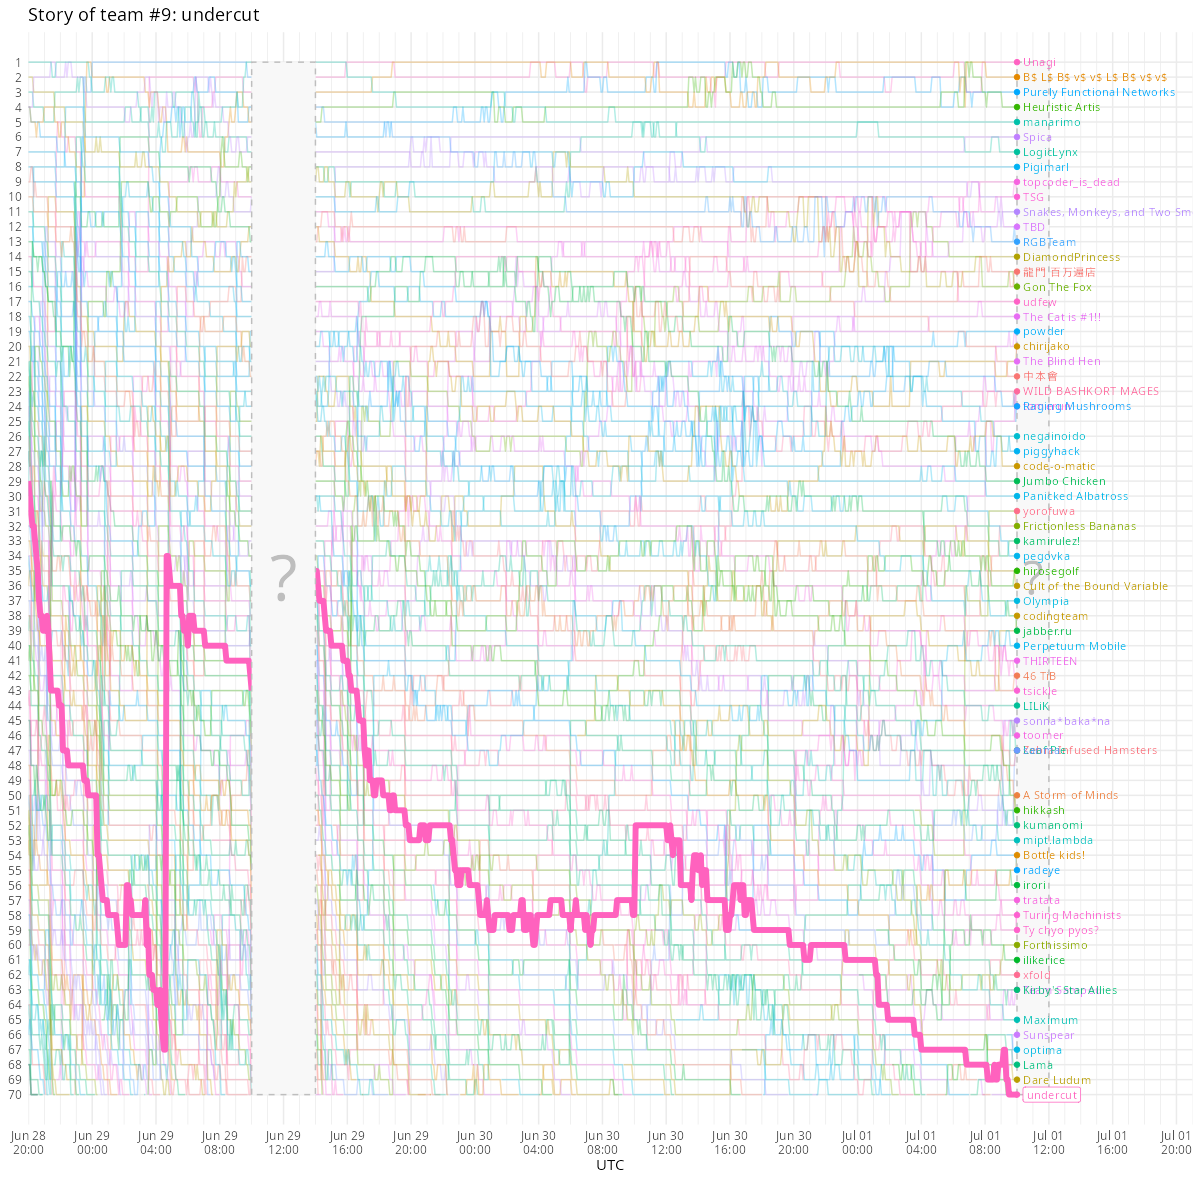 Story of team #9: undercut
1 Unagi
2 B$ L$ B$ v$ v$ L$ B$ v$ v$
3 Purely Functional Networks
4 Heuristic Artis
5 manarimo
6 Spica
7 LogicLynx
8 Pigimarl
9 topcoder_is_dead
10 TSG
11 Snakes, Monkeys, and Two Sm
12 TBD
13 RGBTeam
14 DiamondPrincess
15
16 Gon The Fox
17 udfew
18 The Cat is #1!!
19 powder
20 chirijako
21 The Blind Hen
22 中本會
23 WILD BASHKORT MAGES
24 Raging Mushrooms
25
26 negainoido
27 piggyhack
28 code-o-matic
29 Jumbo Chicken
30 Panicked Albatross
31 yorofuwa
32 Frictionless Bananas
33 kamirulez!
34 pegovka
35 hirosegolf
36 Cult of the Bound Variable
37 Olympia
38 codingteam
39 jabber.ru
40 Perpetuum Mobile
41 THIRTEEN
42 46 TiB
43 tsickle
44 LILiK
45 sonna*baka*na
46 toomer
47 Confused Hamsters
48
49
50 A Storm of Minds
51 hikkash
52 kumanomi
53 mipt.lambda
54 Bottle kids!
55 radeye
56 irori
57 tratata
58 Turing Machinists
59 Ty chyo pyos?
60 Forthissimo
61 ilikerice
62 xfold
63 Kirby's Star Allies
64
65 Maximum
66 Sunspear
67 optima
68 Lama
69 Dare Ludum
70 undercut
?
?
Jun 28 20:00
Jun 29 00:00
Jun 29 04:00
Jun 29 08:00
Jun 29 12:00
Jun 29 16:00
Jun 29 20:00
Jun 30 00:00
Jun 30 04:00
Jun 30 08:00
Jun 30 12:00
Jun 30 16:00
Jun 30 20:00
Jul 01 00:00
Jul 01 04:00
Jul 01 08:00
Jul 01 12:00
Jul 01 16:00
Jul 01 20:00
UTC